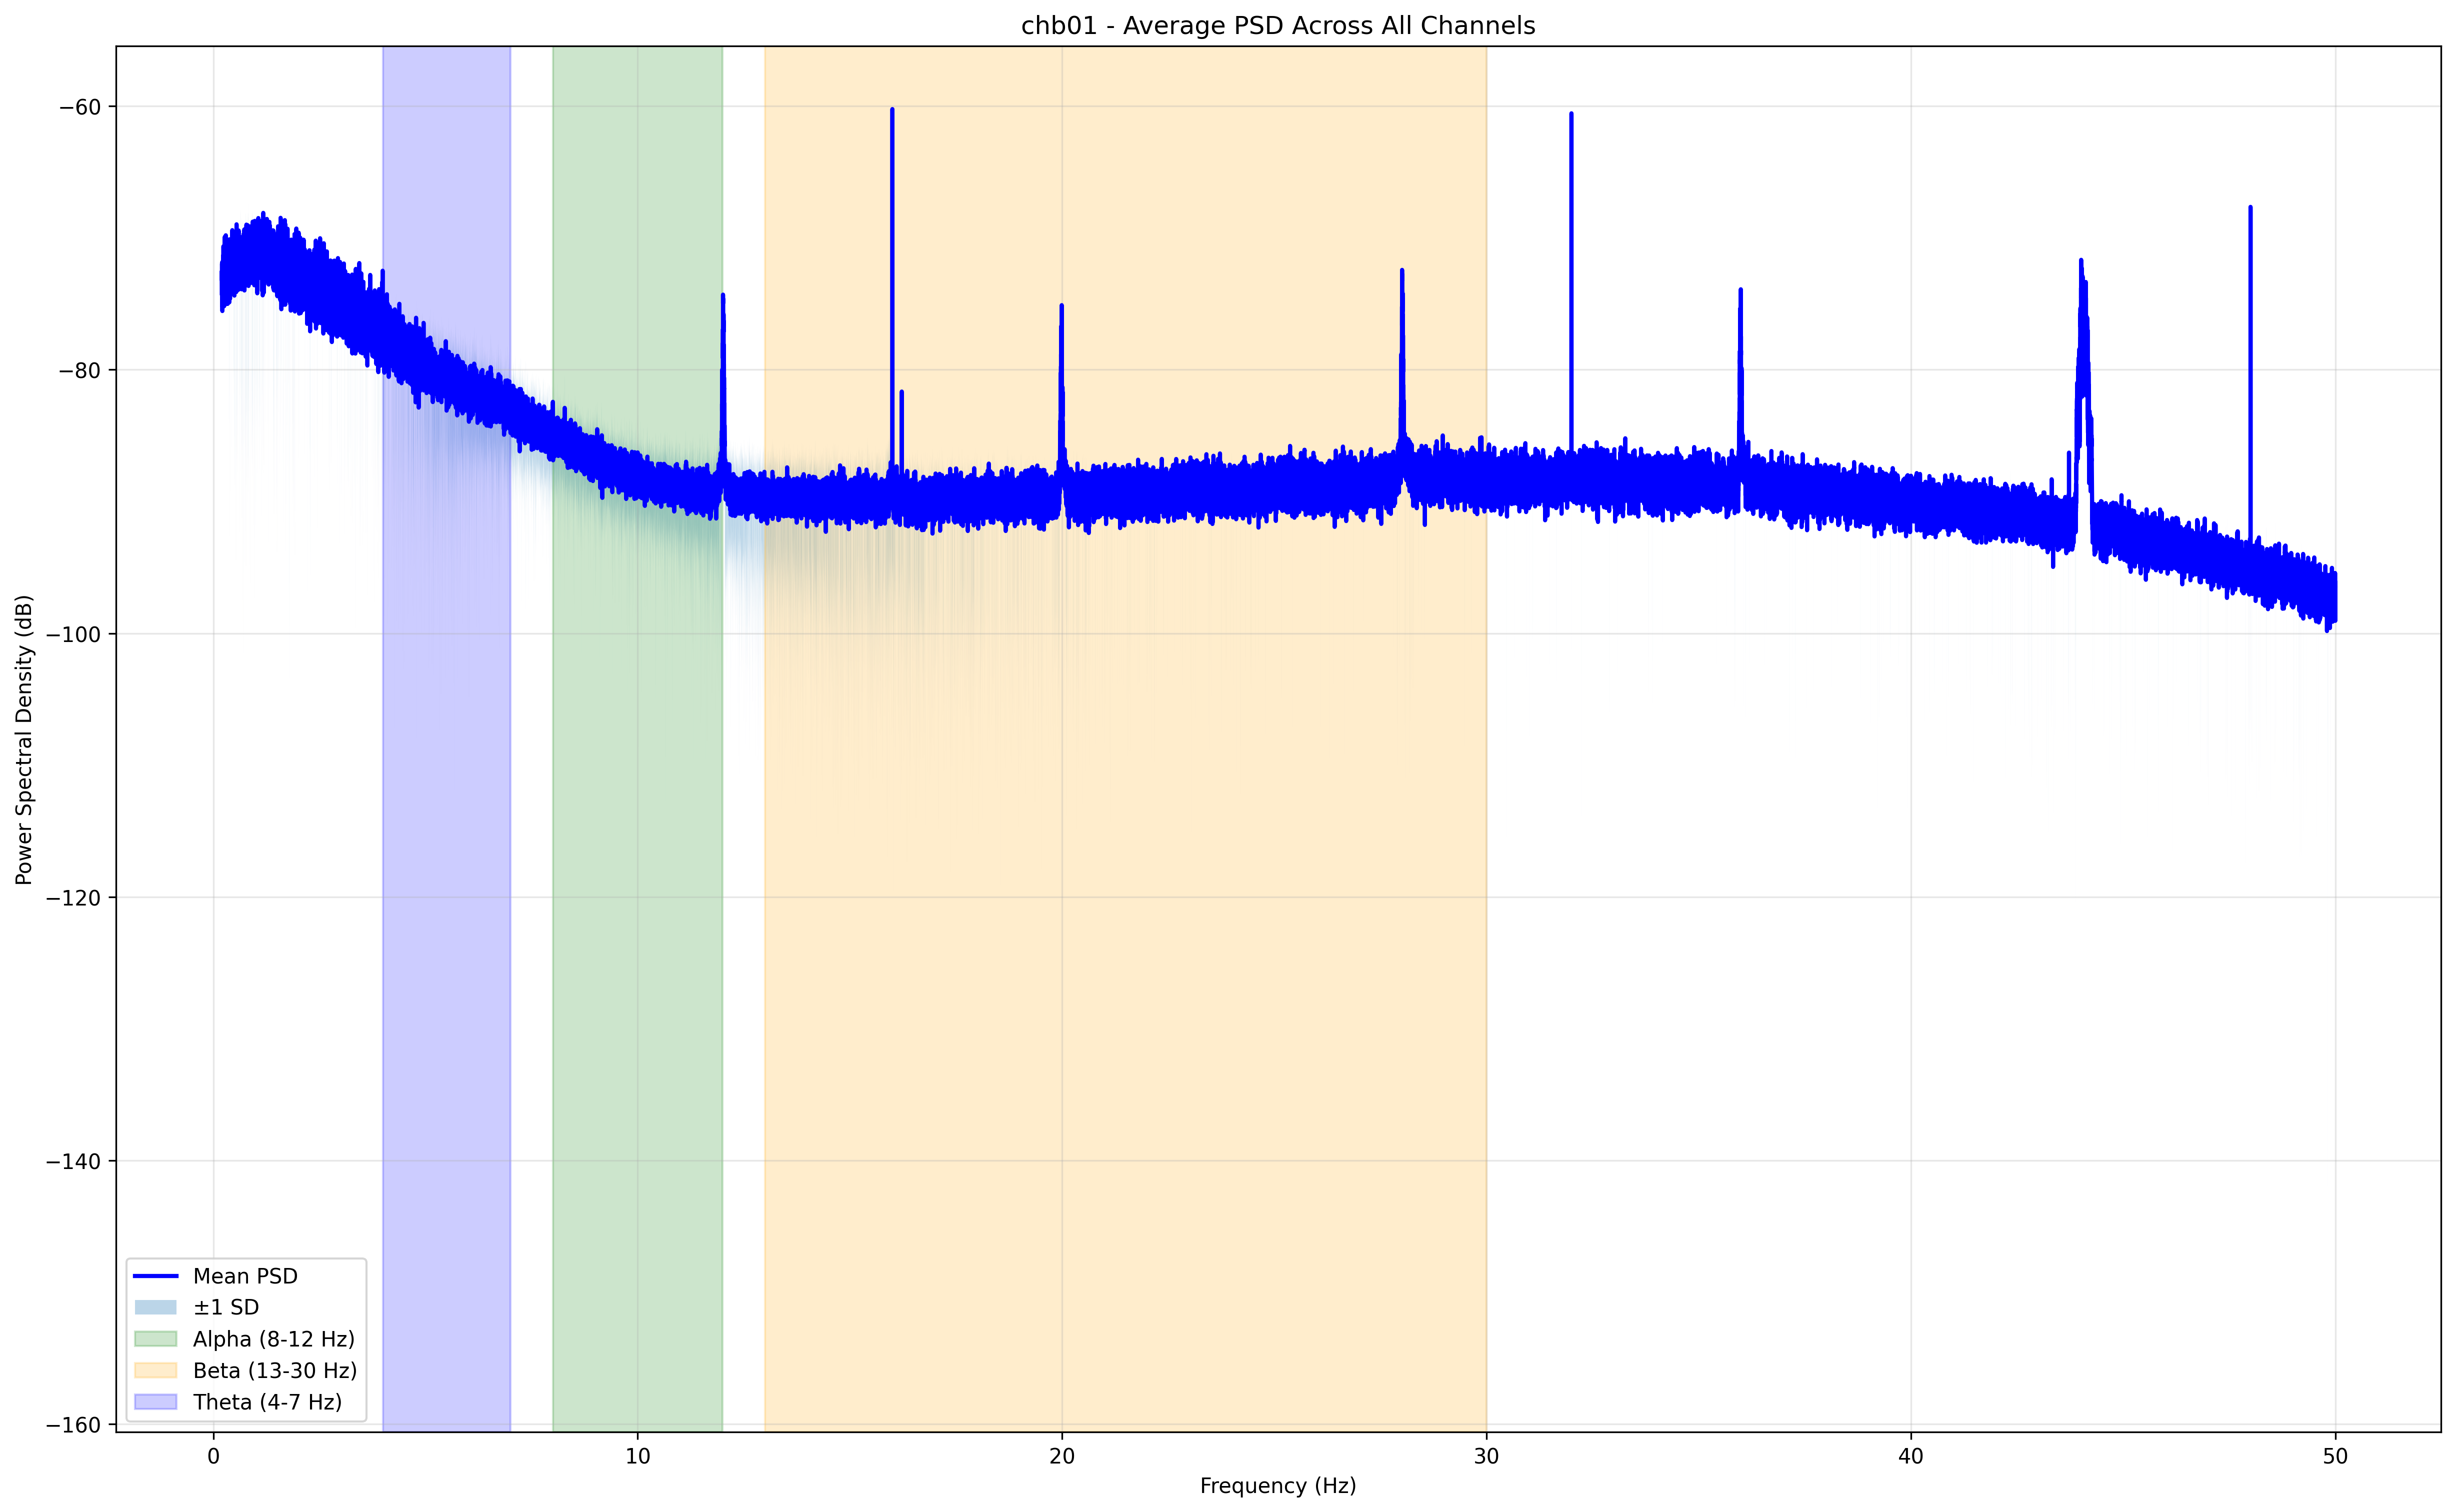 chb01 - Average PSD Across All Channels
Power Spectral Density (dB)
−60
−80
−100
−120
−140
−160
Mean PSD
±1 SD
Alpha (8-12 Hz)
Beta (13-30 Hz)
Theta (4-7 Hz)
0 10 20 30 40 50
Frequency (Hz)